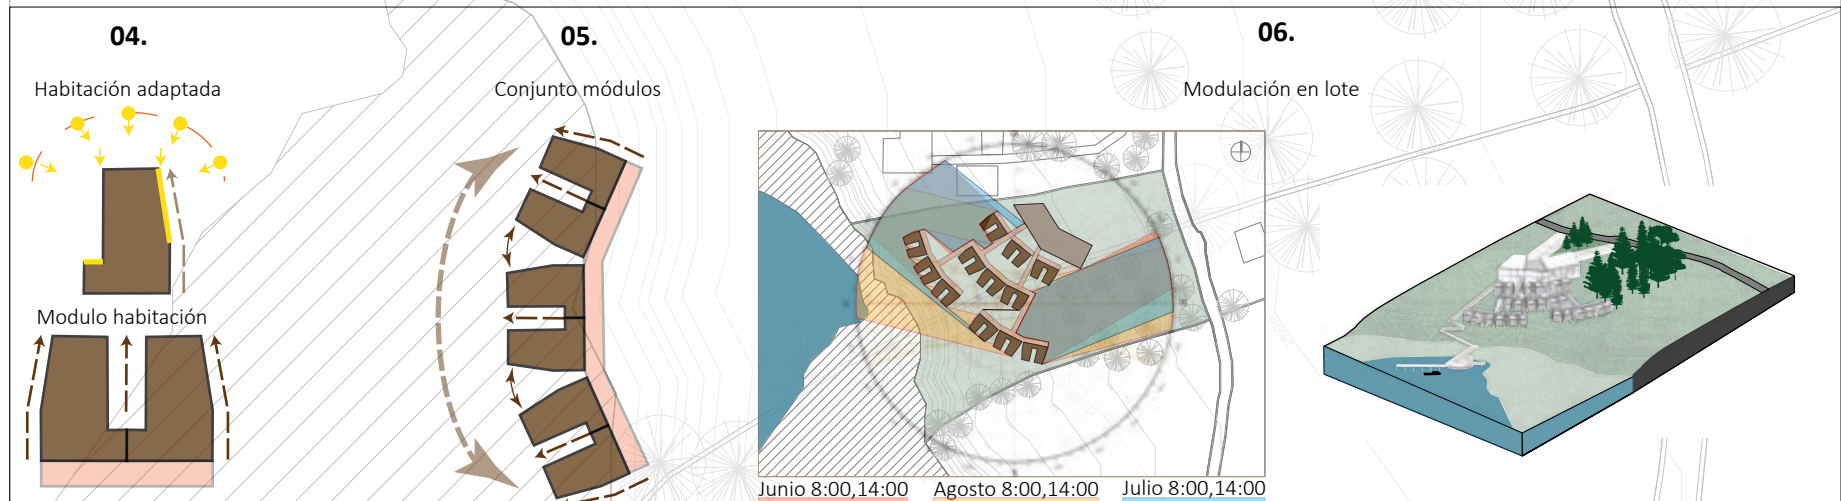 04.
Habitación adaptada
Modulo habitación
05.
Conjunto módulos
06.
Modulación en lote
Junio 8:00,14:00
Agosto 8:00,14:00
Julio 8:00,14:00